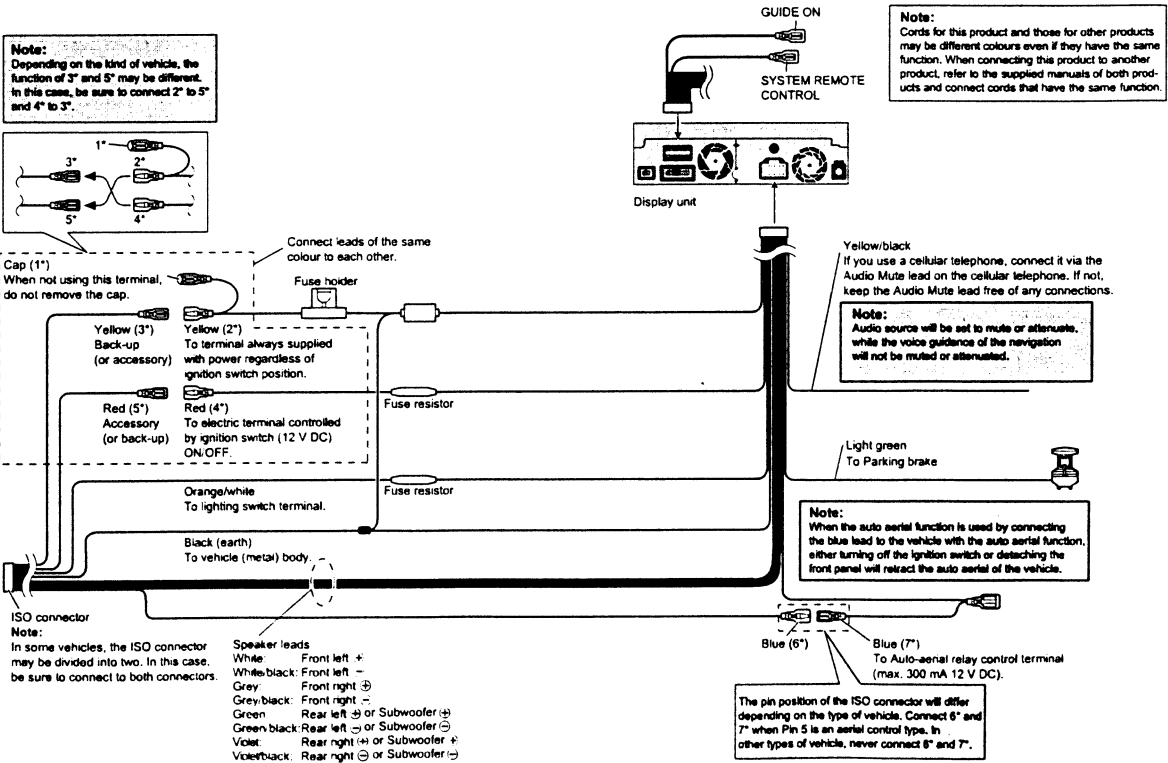 GUIDE ON
SYSTEM REMOTE
CONTROL
Note:
Cords for this product and those for other products
may be different colours even if they have the same
function. When connecting this product to another
product, refer to the supplied manuals of both prod-
ucts and connect cords that have the same function.
Note:
Depending on the kind of vehicle, the
function of 3* and 5* may be different.
In this case, be sure to connect 2* to 5*
and 4* to 3*.
1*
3*
2*
5*
4*
Display unit
Connect leads of the same
colour to each other.
Cap (1*)
When not using this terminal,
do not remove the cap.
Fuse holder
Yellow/black
If you use a cellular telephone, connect it via the
Audio Mute lead on the cellular telephone. If not,
keep the Audio Mute lead free of any connections.
Note:
Audio source will be set to mute or attenuate,
while the voice guidance of the navigation
will not be muted or attenuated.
Yellow (3*)
Back-up
(or accessory)
Yellow (2*)
To terminal always supplied
with power regardless of
ignition switch position.
Red (5*)
Accessory
(or back-up)
Red (4*)
To electric terminal controlled
by ignition switch (12 V DC)
ON/OFF.
Fuse resistor
Light green
To Parking brake
Orange/white
To lighting switch terminal.
Fuse resistor
Note:
When the auto aerial function is used by connecting
the blue lead to the vehicle with the auto aerial function,
either turning off the ignition switch or detaching the
front panel will retract the auto aerial of the vehicle.
Black (earth)
To vehicle (metal) body.
ISO connector
Note:
In some vehicles, the ISO connector
may be divided into two. In this case,
be sure to connect to both connectors.
Speaker leads
White: Front left +
White/black: Front left −
Grey: Front right ⊕
Grey/black: Front right −
Green Rear left ⊕ or Subwoofer ⊕
Green black: Rear left ⊖ or Subwoofer ⊖
Violet: Rear right ⊕ or Subwoofer +
Violet/black: Rear right ⊖ or Subwoofer ⊖
Blue (6*)
Blue (7*)
To Auto-aerial relay control terminal
(max. 300 mA 12 V DC).
The pin position of the ISO connector will differ
depending on the type of vehicle. Connect 6* and
7* when Pin 5 is an aerial control type. In
other types of vehicle, never connect 6* and 7*.